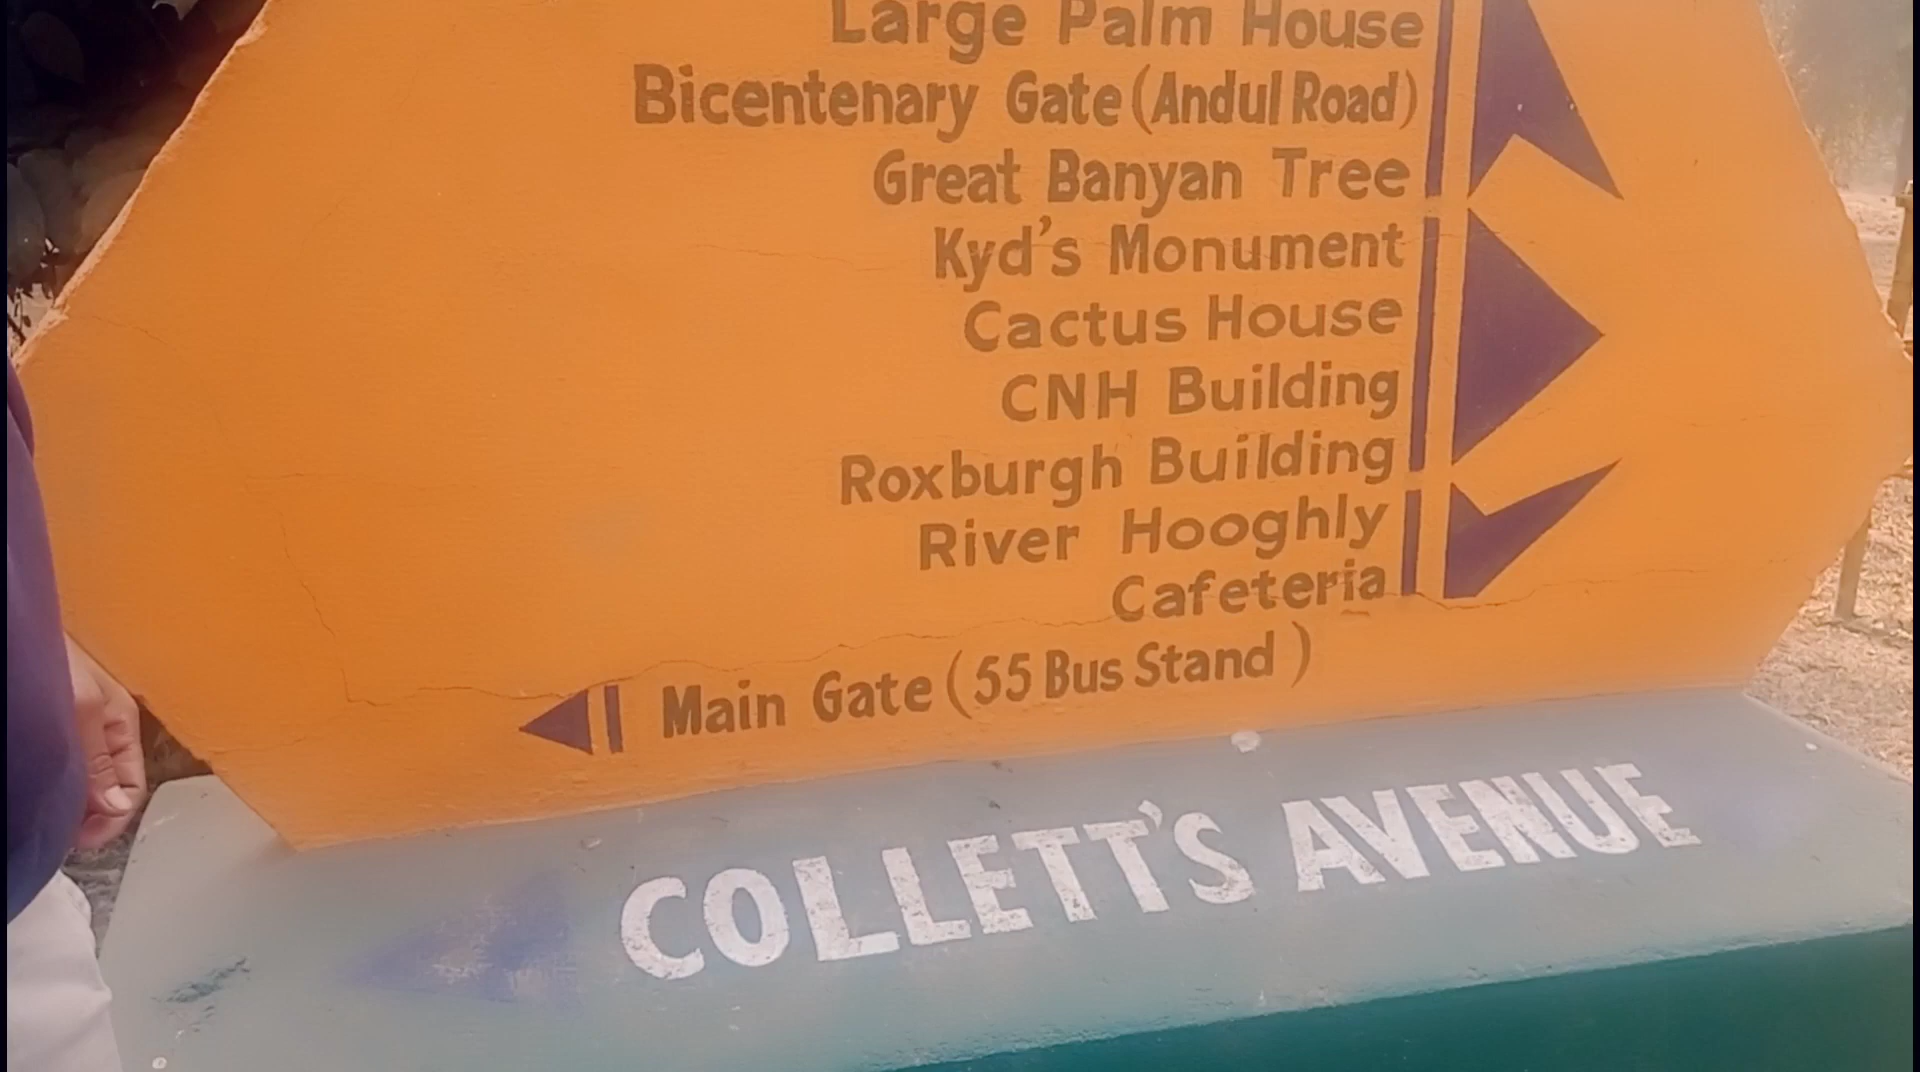 Large Palm House
Bicentenary Gate (Andul Road)
Great Banyan Tree
Kyd's Monument
Cactus House
CNH Building
Roxburgh Building
River Hooghly
Cafeteria
Main Gate (55 Bus Stand)
COLLETT'S AVENUE